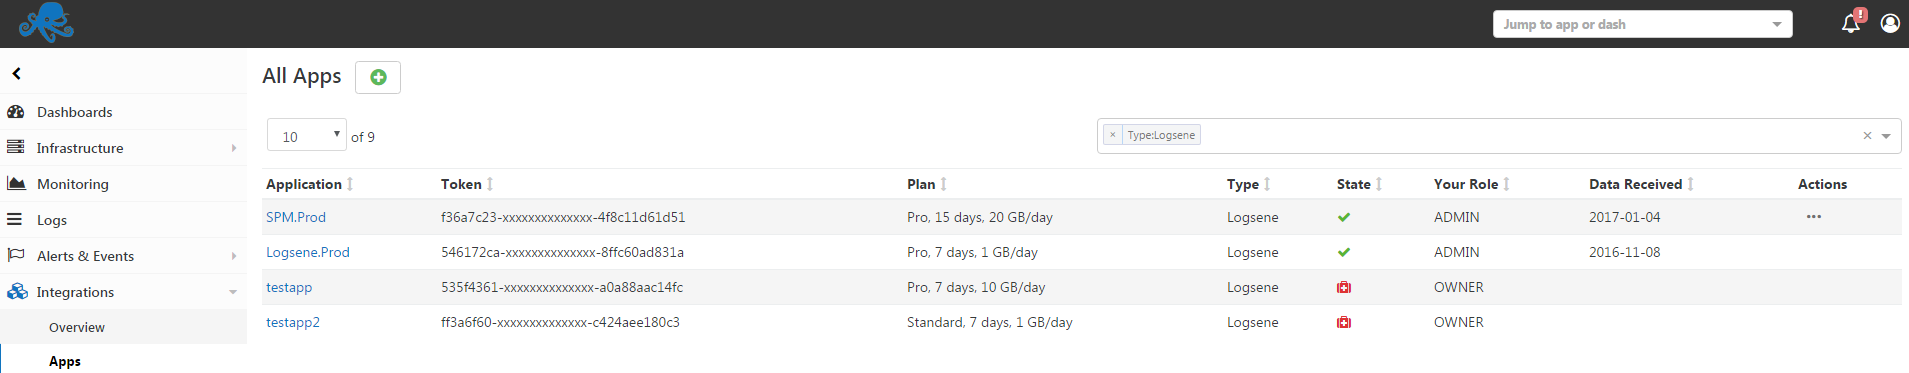 Jump to app or dash
!
Dashboards
Infrastructure
Monitoring
Logs
Alerts & Events
Integrations
Overview
Apps
All Apps
10 of 9
× Type:Logsene ×
Application Token Plan Type State Your Role Data Received Actions
SPM.Prod f36a7c23-xxxxxxxxxxxxxx-4f8c11d61d51 Pro, 15 days, 20 GB/day Logsene ADMIN 2017-01-04 •••
Logsene.Prod 546172ca-xxxxxxxxxxxxxx-8ffc60ad831a Pro, 7 days, 1 GB/day Logsene ADMIN 2016-11-08
testapp 535f4361-xxxxxxxxxxxxxx-a0a88aac14fc Pro, 7 days, 10 GB/day Logsene OWNER
testapp2 ff3a6f60-xxxxxxxxxxxxxx-c424aee180c3 Standard, 7 days, 1 GB/day Logsene OWNER